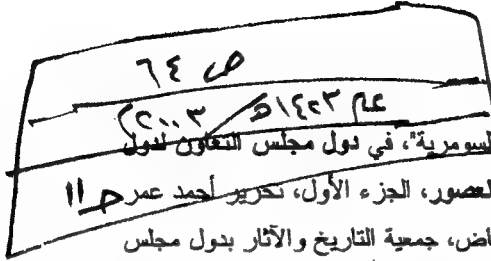 ص ٦٤
عام ١٤٢٣هـ / ٢٠٠٣م
لسومرية"، في دول مجلس التعاون لدول
لعصور، الجزء الأول، تحرير أحمد عمر
اض، جمعية التاريخ والآثار بدول مجلس